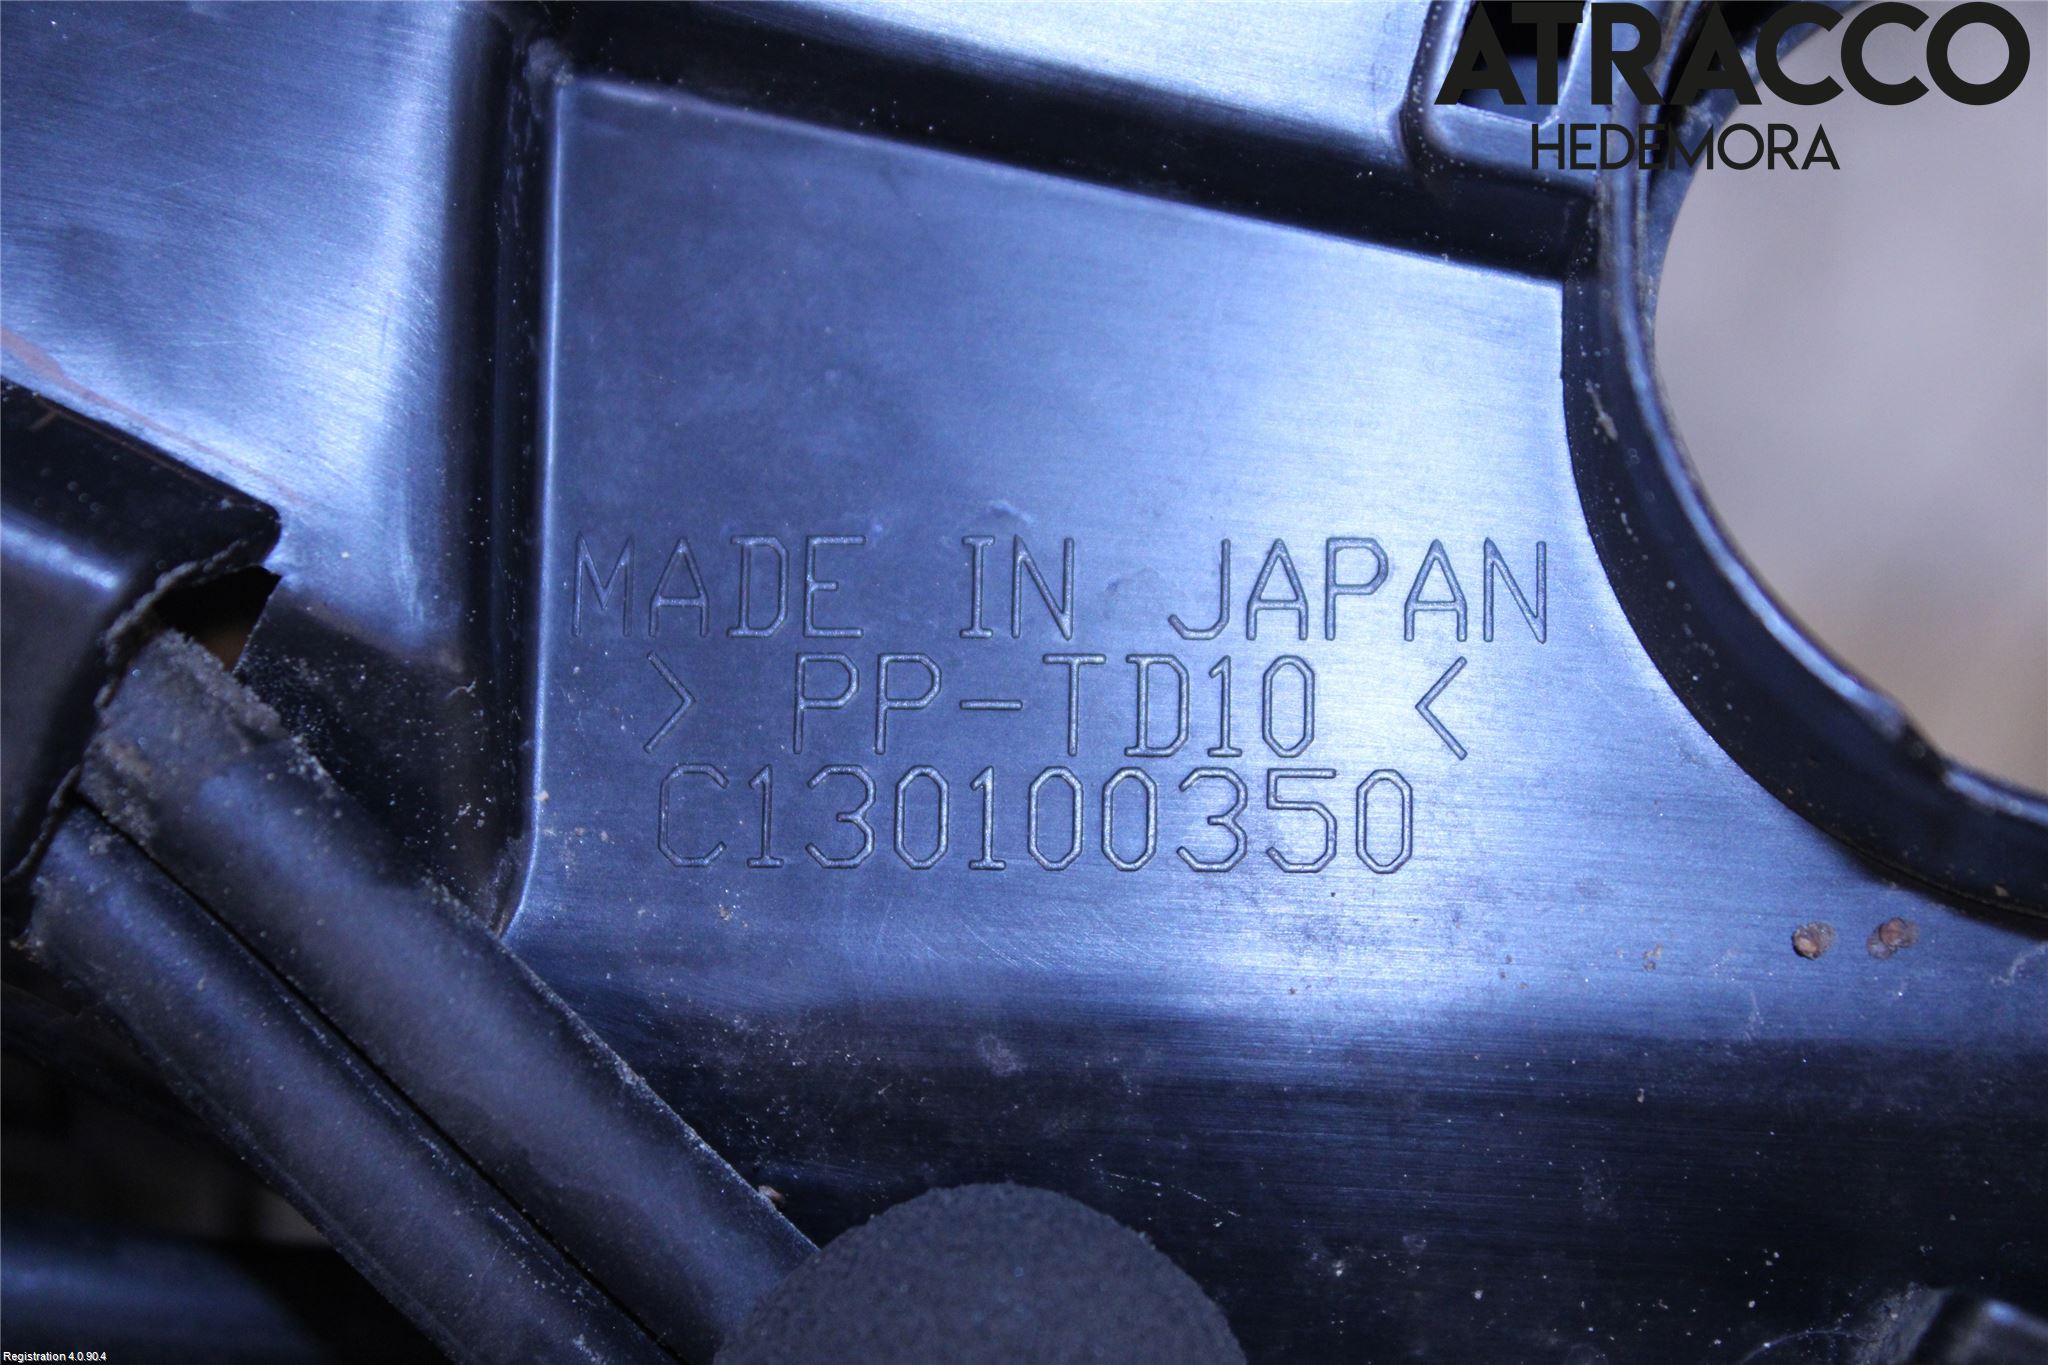 ATRACCO
HEDEMORA
MADE IN JAPAN
> PP-TD10 <
C130100350
Registration 4.0.90.4